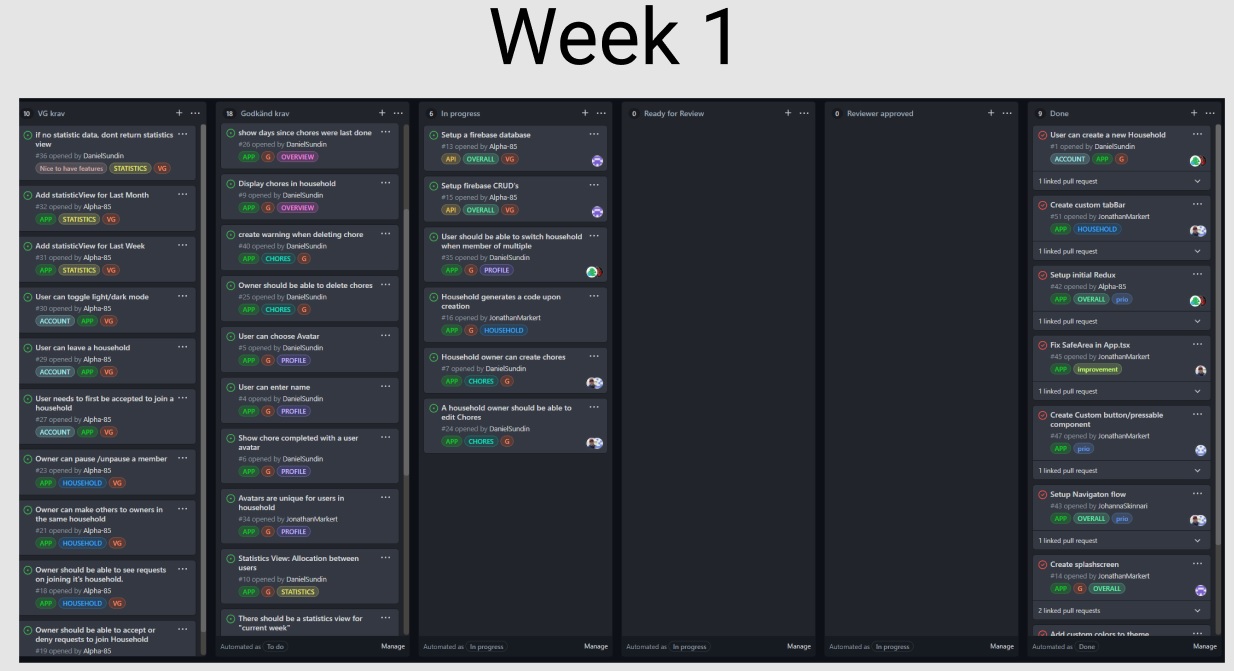 Week 1
10 VG krav
if no statistic data, dont return statistics
view
#36 opened by DanielSundin
Nice to have features STATISTICS VG
Add statisticView for Last Month
#32 opened by Alpha-85
APP STATISTICS VG
Add statisticView for Last Week
#31 opened by Alpha-85
APP STATISTICS VG
User can toggle light/dark mode
#30 opened by Alpha-85
ACCOUNT APP VG
User can leave a household
#29 opened by Alpha-85
ACCOUNT APP VG
User needs to first be accepted to join a
household
#27 opened by Alpha-85
ACCOUNT APP VG
Owner can pause /unpause a member
#23 opened by Alpha-85
APP HOUSEHOLD VG
Owner can make others to owners in
the same household
#21 opened by Alpha-85
APP HOUSEHOLD VG
Owner should be able to see requests
on joining it's household.
#18 opened by Alpha-85
APP HOUSEHOLD VG
Owner should be able to accept or
deny requests to join Household
#19 opened by Alpha-85
18 Godkänd krav
show days since chores were last done
#26 opened by DanielSundin
APP G OVERVIEW
Display chores in household
#9 opened by DanielSundin
APP G OVERVIEW
create warning when deleting chore
#40 opened by DanielSundin
APP CHORES G
Owner should be able to delete chores
#25 opened by DanielSundin
APP CHORES G
User can choose Avatar
#5 opened by DanielSundin
APP G PROFILE
User can enter name
#4 opened by DanielSundin
APP G PROFILE
Show chore completed with a user
avatar
#6 opened by DanielSundin
APP G PROFILE
Avatars are unique for users in
household
#34 opened by JonathanMarkert
APP G PROFILE
Statistics View: Allocation between
users
#10 opened by DanielSundin
APP G STATISTICS
There should be a statistics view for
"current week"
Automated as To do Manage
6 In progress
Setup a firebase database
#13 opened by Alpha-85
API OVERALL VG
Setup firebase CRUD's
#15 opened by Alpha-85
API OVERALL VG
User should be able to switch household
when member of multiple
#35 opened by DanielSundin
APP G PROFILE
Household generates a code upon
creation
#16 opened by JonathanMarkert
APP G HOUSEHOLD
Household owner can create chores
#7 opened by DanielSundin
APP CHORES G
A household owner should be able to
edit Chores
#24 opened by DanielSundin
APP CHORES G
Automated as In progress Manage
0 Ready for Review
Automated as In progress Manage
0 Reviewer approved
Automated as In progress Manage
9 Done
User can create a new Household
#1 opened by DanielSundin
ACCOUNT APP G
1 linked pull request
Create custom tabBar
#51 opened by JonathanMarkert
APP HOUSEHOLD
1 linked pull request
Setup initial Redux
#42 opened by Alpha-85
APP OVERALL prio
1 linked pull request
Fix SafeArea in App.tsx
#45 opened by JonathanMarkert
APP improvement
1 linked pull request
Create Custom button/pressable
component
#47 opened by JonathanMarkert
APP prio
1 linked pull request
Setup Navigaton flow
#43 opened by JohannaSkinnari
APP OVERALL prio
1 linked pull request
Create splashscreen
#14 opened by JonathanMarkert
APP G OVERALL
2 linked pull requests
Add custom colors to theme
Automated as Done Manage